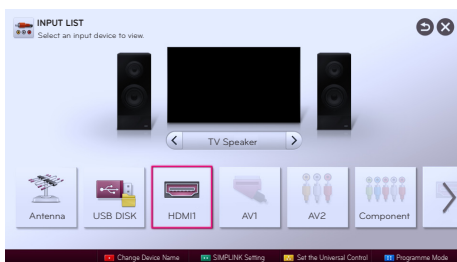 INPUT LIST
Select an input device to view.
TV Speaker
Antenna
USB DISK
HDMI1
AV1
AV2
Component
Change Device Name
SIMPLINK Setting
Set the Universal Control
Programme Mode